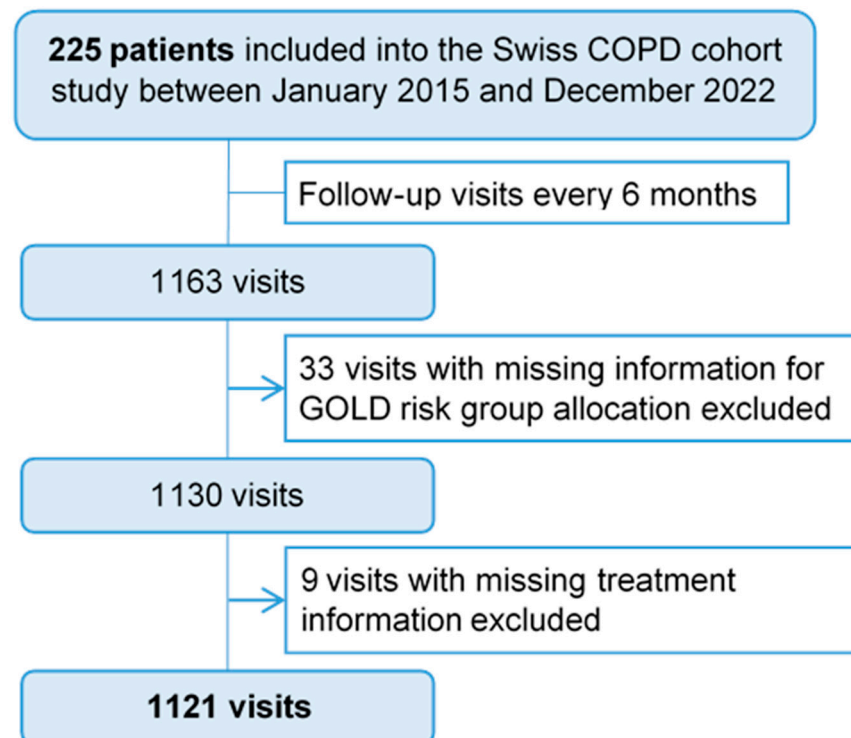 225 patients included into the Swiss COPD cohort
study between January 2015 and December 2022
Follow-up visits every 6 months
1163 visits
33 visits with missing information for
GOLD risk group allocation excluded
1130 visits
9 visits with missing treatment
information excluded
1121 visits